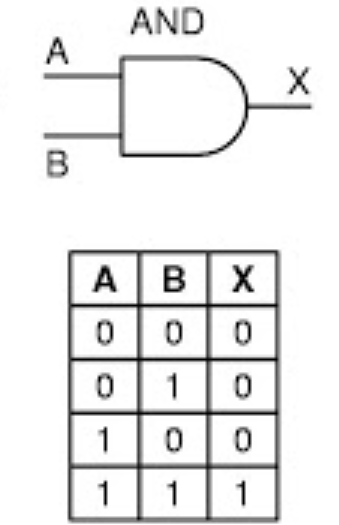 AND
A
X
B
A B X
0 0 0
0 1 0
1 0 0
1 1 1